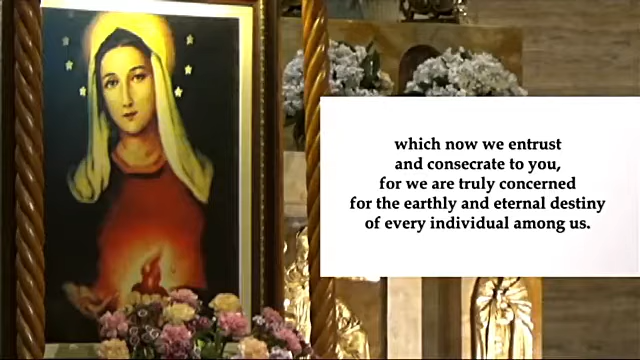 which now we entrust
and consecrate to you,
for we are truly concerned
for the earthly and eternal destiny
of every individual among us.